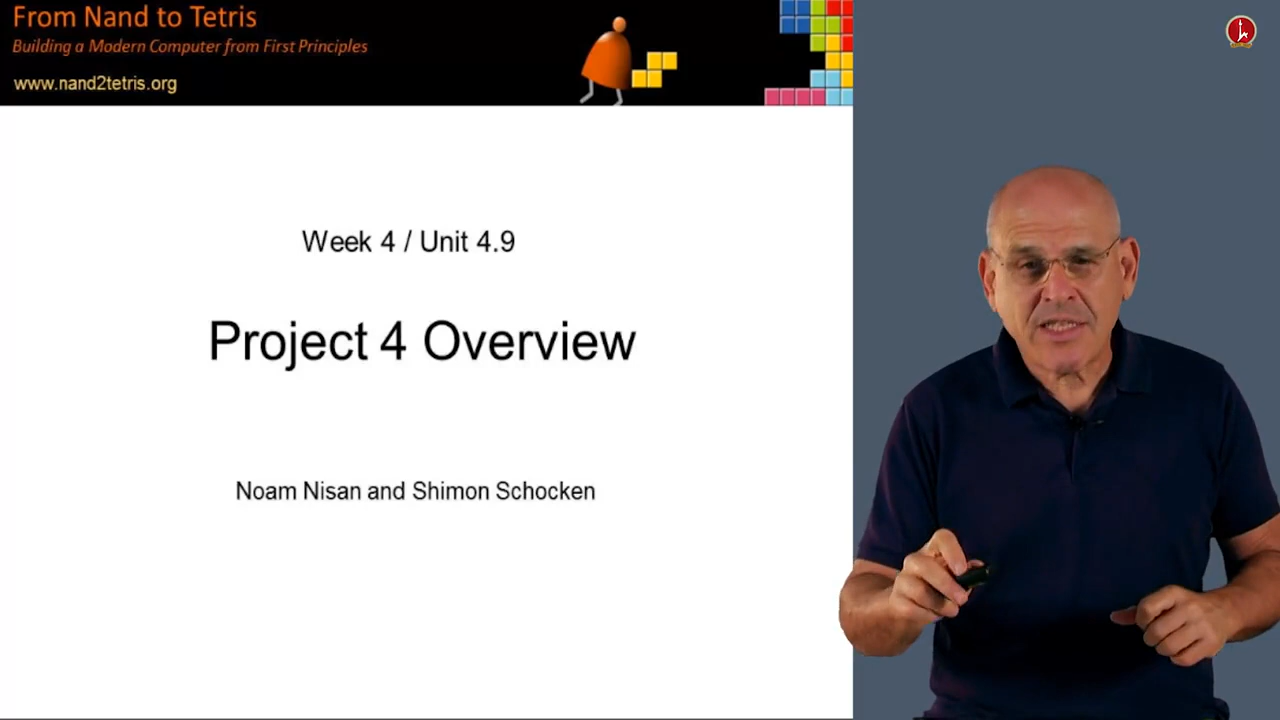 From Nand to Tetris
Building a Modern Computer from First Principles
www.nand2tetris.org
Week 4 / Unit 4.9
Project 4 Overview
Noam Nisan and Shimon Schocken